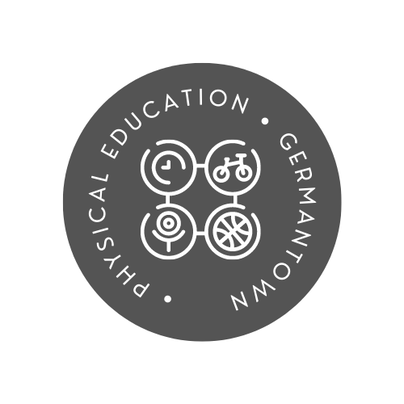 PHYSICAL EDUCATION • GERMANTOWN •